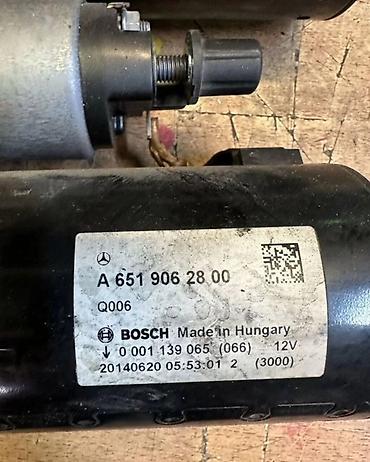 A 651 906 28 00
Q006
BOSCH Made in Hungary
0 001 139 065 (066) 12V
20140620 05:53:01 2 (3000)